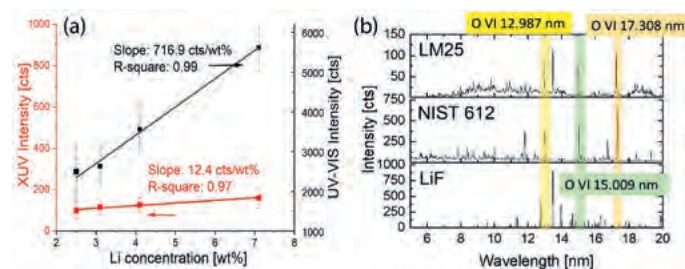 (a)
XUV Intensity [cts]
1000
800
600
400
200
0
Slope: 716.9 cts/wt%
R-square: 0.99
Slope: 12.4 cts/wt%
R-square: 0.97
2
3
4
5
6
7
8
Li concentration [wt%]
6000
5000
4000
3000
2000
1000
UV-VIS Intensity [cts]
(b)
O VI 12.987 nm
O VI 17.308 nm
LM25
150
125
100
75
50
NIST 612
500
250
0
LiF
1000
750
500
250
0
O VI 15.009 nm
Intensity [cts]
6
8
10
12
14
16
18
20
Wavelength [nm]